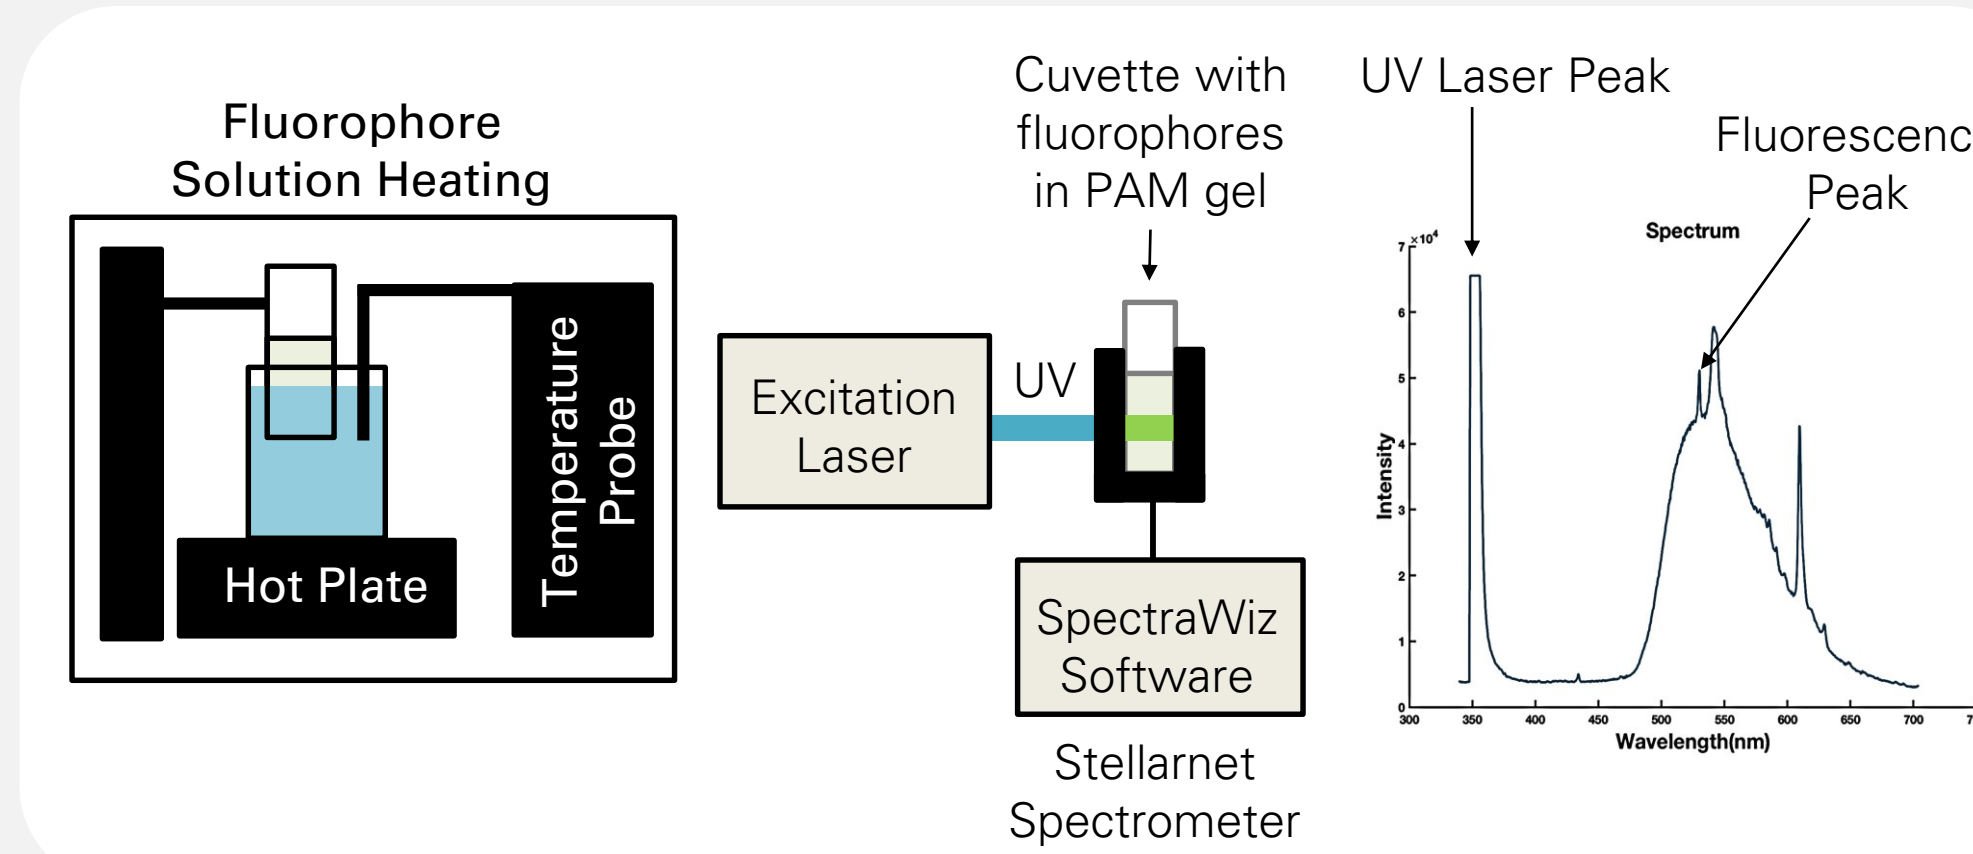 Fluorophore
Solution Heating
Hot Plate
Temperature
Probe
Excitation
Laser
UV
Cuvette with
fluorophores
in PAM gel
SpectraWiz
Software
Stellarnet
Spectrometer
UV Laser Peak
Fluorescenc
Peak
Spectrum
×10⁴
7
6
5
4
3
2
1
0
Intensity
300 350 400 450 500 550 600 650 700 7
Wavelength(nm)